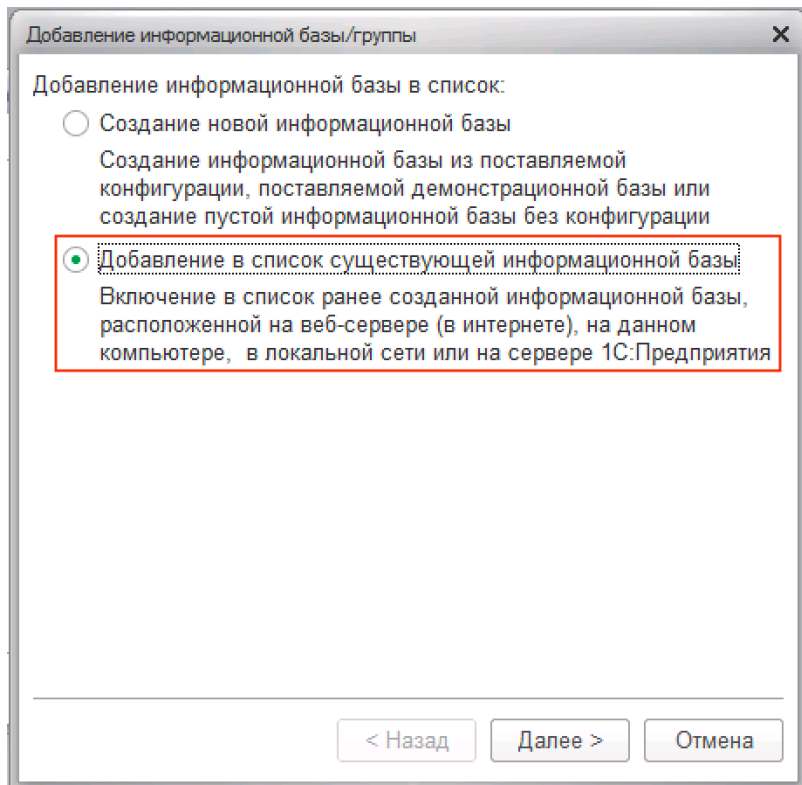 Добавление информационной базы/группы
Добавление информационной базы в список:
Создание новой информационной базы
Создание информационной базы из поставляемой
конфигурации, поставляемой демонстрационной базы или
создание пустой информационной базы без конфигурации
Добавление в список существующей информационной базы
Включение в список ранее созданной информационной базы,
расположенной на веб-сервере (в интернете), на данном
компьютере,  в локальной сети или на сервере 1С:Предприятия
< Назад
Далее >
Отмена